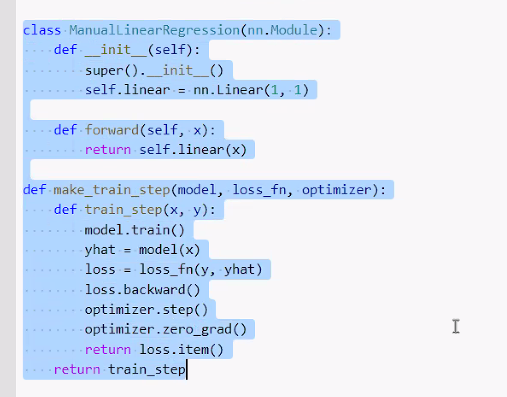 class ManualLinearRegression(nn.Module):
    def __init__(self):
        super().__init__()
        self.linear = nn.Linear(1, 1)

    def forward(self, x):
        return self.linear(x)

def make_train_step(model, loss_fn, optimizer):
    def train_step(x, y):
        model.train()
        yhat = model(x)
        loss = loss_fn(y, yhat)
        loss.backward()
        optimizer.step()
        optimizer.zero_grad()
        return loss.item()
    return train_step